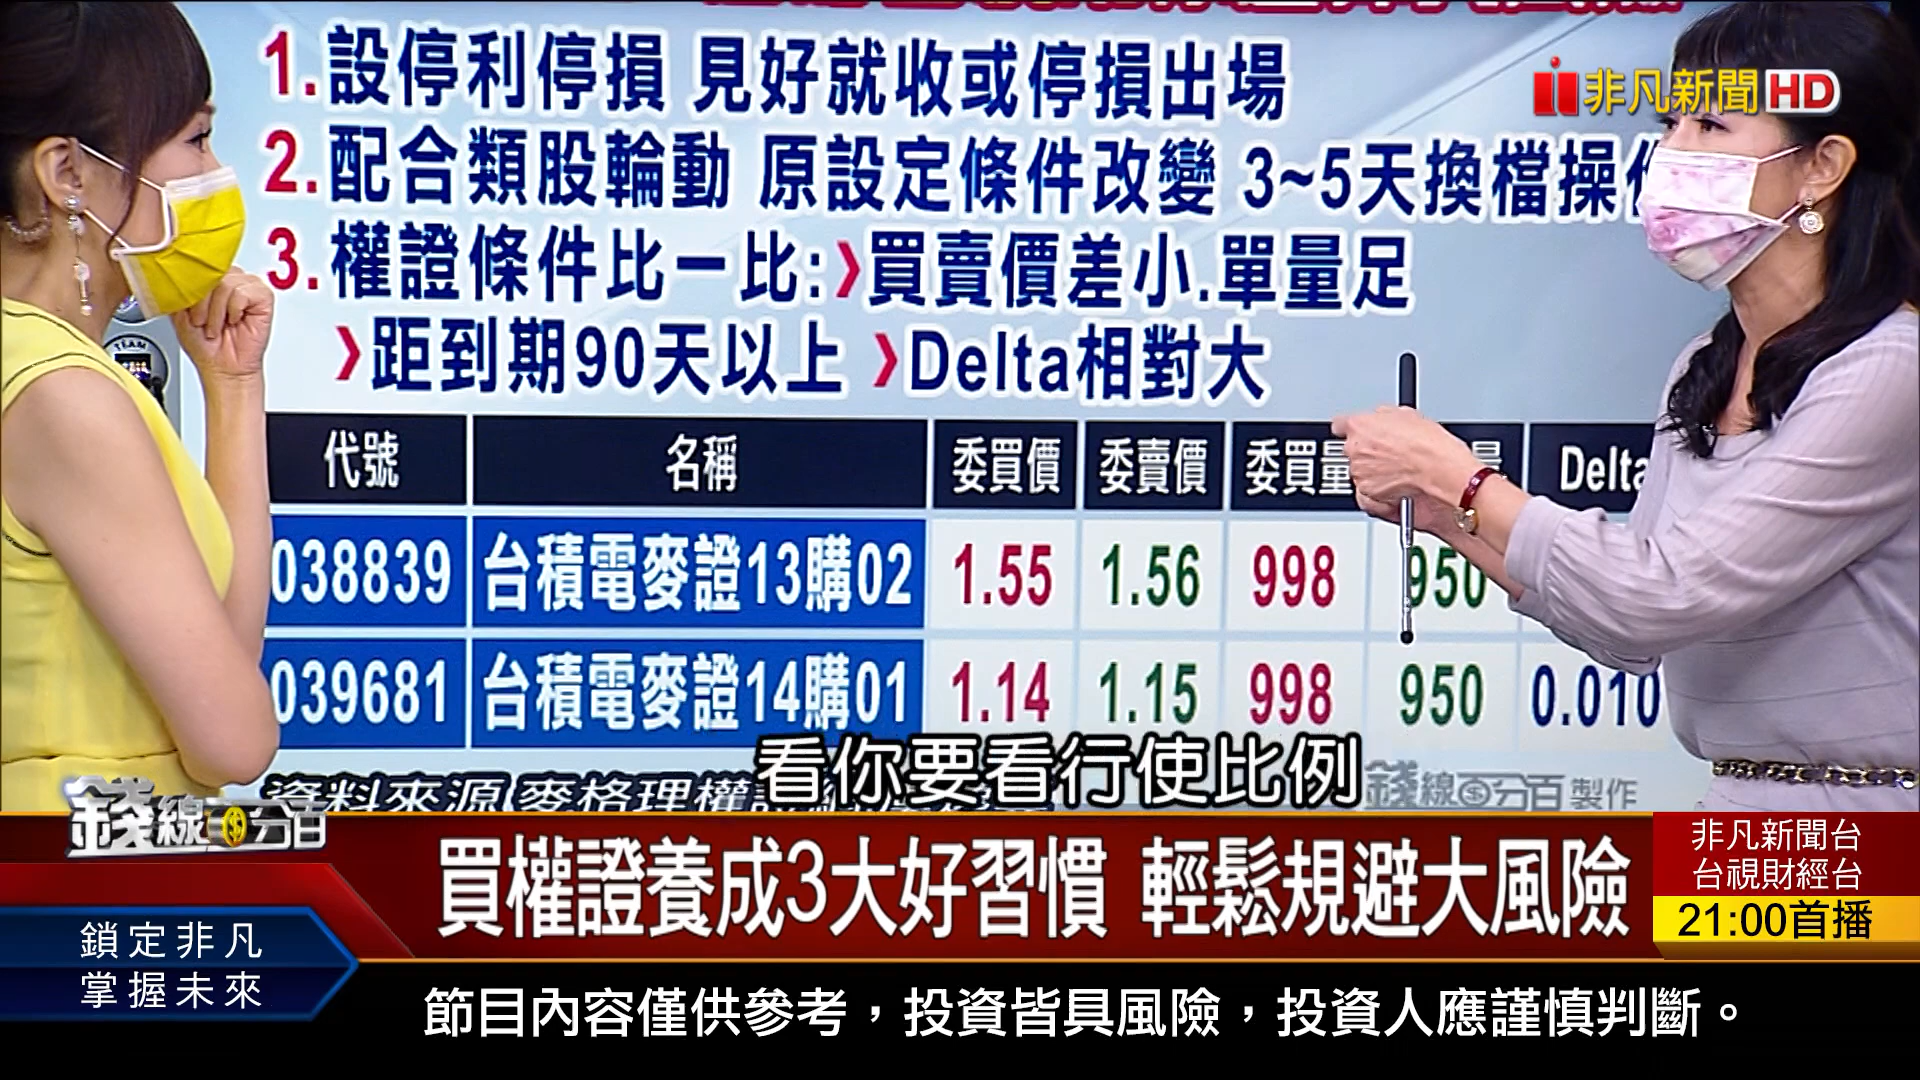 1.設停利停損 見好就收或停損出場
非凡新聞HD
2.配合類股輪動 原設定條件改變 3~5天換檔操
3.權證條件比一比:❯買賣價差小.單量足
❯距到期90天以上 ❯Delta相對大
代號 名稱 委買價 委賣價 委買量 量 Delta
038839 台積電麥證13購02 1.55 1.56 998 950
039681 台積電麥證14購01 1.14 1.15 998 950 0.010
看你要看行使比例
資料來源 麥格理權
錢線百分百製作
錢線百分百
買權證養成3大好習慣 輕鬆規避大風險
非凡新聞台
台視財經台
21:00首播
鎖定非凡
掌握未來
節目內容僅供參考，投資皆具風險，投資人應謹慎判斷。